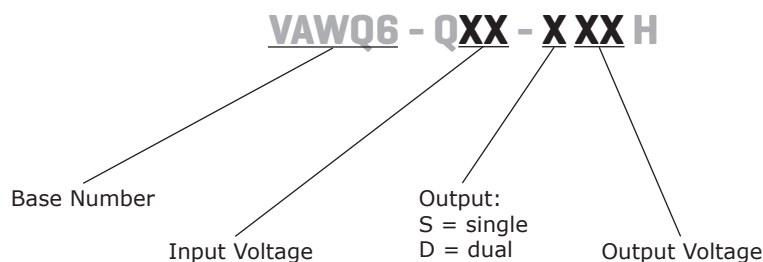 VAWQ6 - QXX - X XX H
Base Number
Input Voltage
Output:
S = single
D = dual
Output Voltage